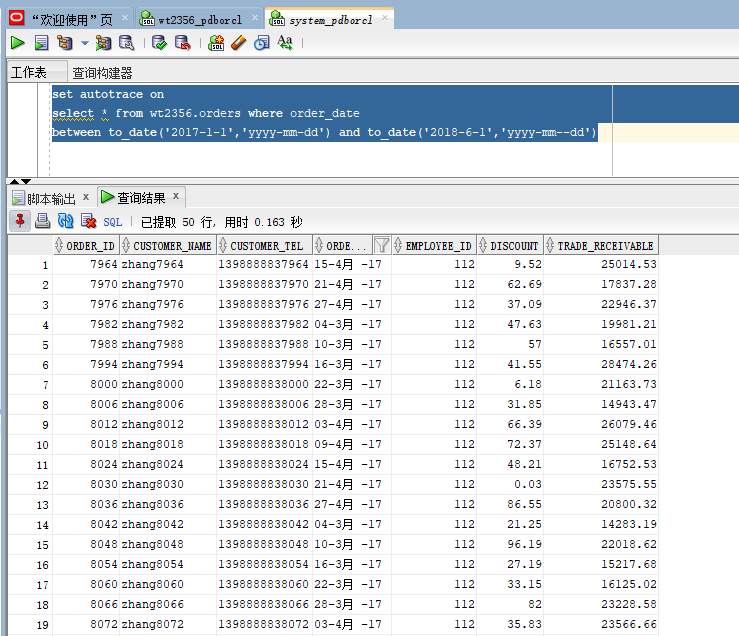 “欢迎使用”页 × wt2356_pdborcl × system_pdborcl ×
工作表 查询构建器
set autotrace on
select * from wt2356.orders where order_date
between to_date('2017-1-1','yyyy-mm-dd') and to_date('2018-6-1','yyyy-mm--dd')
脚本输出 × 查询结果 ×
SQL | 已提取 50 行, 用时 0.163 秒
ORDER_ID CUSTOMER_NAME CUSTOMER_TEL ORDE... EMPLOYEE_ID DISCOUNT TRADE_RECEIVABLE
1 7964 zhang7964 1398888837964 15-4月 -17 112 9.52 25014.53
2 7970 zhang7970 1398888837970 21-4月 -17 112 62.69 17837.28
3 7976 zhang7976 1398888837976 27-4月 -17 112 37.09 22946.37
4 7982 zhang7982 1398888837982 04-3月 -17 112 47.63 19981.21
5 7988 zhang7988 1398888837988 10-3月 -17 112 57 16557.01
6 7994 zhang7994 1398888837994 16-3月 -17 112 41.55 28474.26
7 8000 zhang8000 1398888838000 22-3月 -17 112 6.18 21163.73
8 8006 zhang8006 1398888838006 28-3月 -17 112 31.85 14943.47
9 8012 zhang8012 1398888838012 03-4月 -17 112 66.39 26079.46
10 8018 zhang8018 1398888838018 09-4月 -17 112 72.37 25148.64
11 8024 zhang8024 1398888838024 15-4月 -17 112 48.21 16752.53
12 8030 zhang8030 1398888838030 21-4月 -17 112 0.03 23575.55
13 8036 zhang8036 1398888838036 27-4月 -17 112 86.55 20800.32
14 8042 zhang8042 1398888838042 04-3月 -17 112 21.25 14283.19
15 8048 zhang8048 1398888838048 10-3月 -17 112 96.19 22018.62
16 8054 zhang8054 1398888838054 16-3月 -17 112 27.19 15217.68
17 8060 zhang8060 1398888838060 22-3月 -17 112 33.15 16125.02
18 8066 zhang8066 1398888838066 28-3月 -17 112 82 23228.58
19 8072 zhang8072 1398888838072 03-4月 -17 112 35.83 23566.66